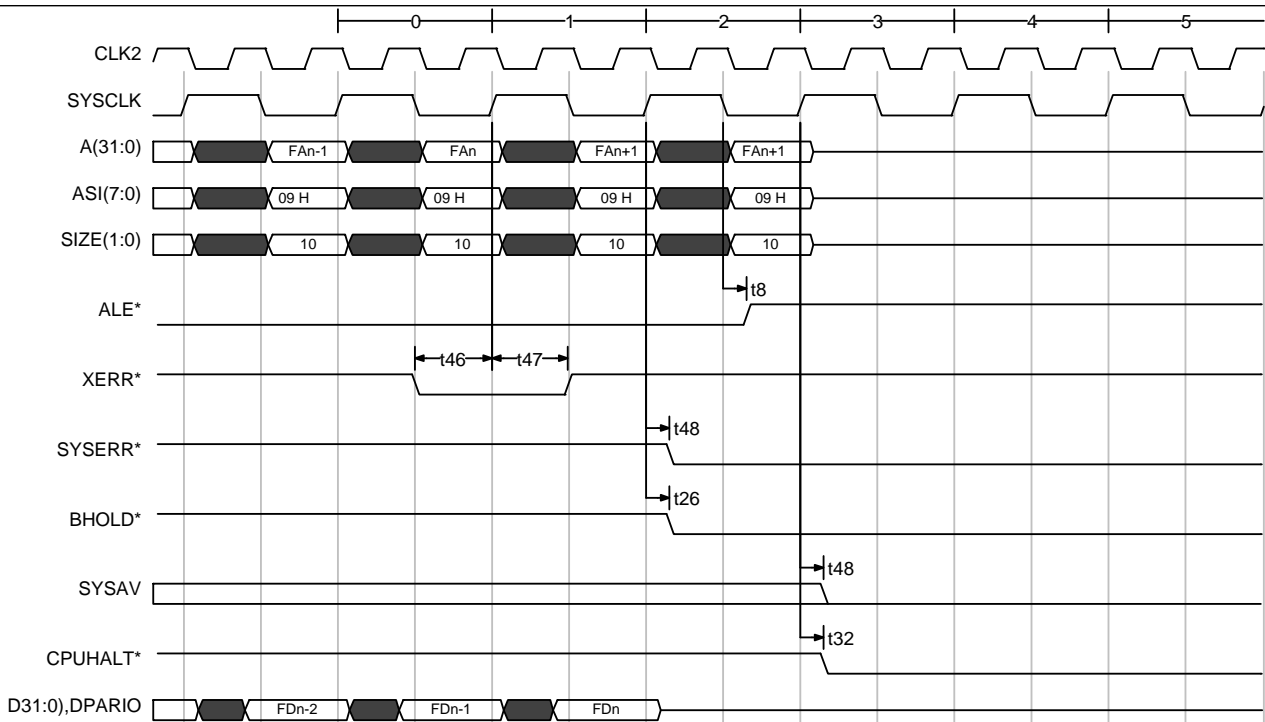 0 1 2 3 4 5
CLK2
SYSCLK
A(31:0) FAn-1 FAn FAn+1 FAn+1
ASI(7:0) 09 H 09 H 09 H 09 H
SIZE(1:0) 10 10 10 10
t8
ALE*
t46 t47
XERR*
t48
SYSERR*
t26
BHOLD*
t48
SYSAV
t32
CPUHALT*
D31:0),DPARIO FDn-2 FDn-1 FDn